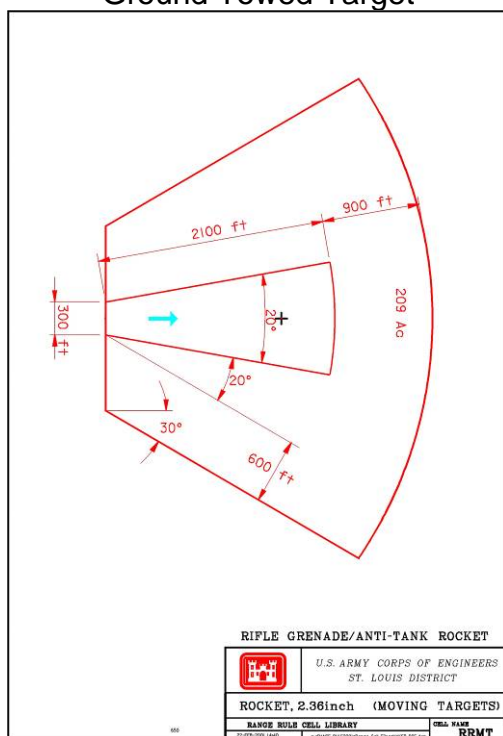 Ground Towed Target
900 ft
2100 ft
300 ft
20°
209 Ac
20°
30°
600 ft
RIFLE GRENADE/ANTI-TANK ROCKET
U.S. ARMY CORPS OF ENGINEERS
ST. LOUIS DISTRICT
ROCKET, 2.36inch (MOVING TARGETS)
RANGE RULE CELL LIBRARY
CELL NAME
RRMT